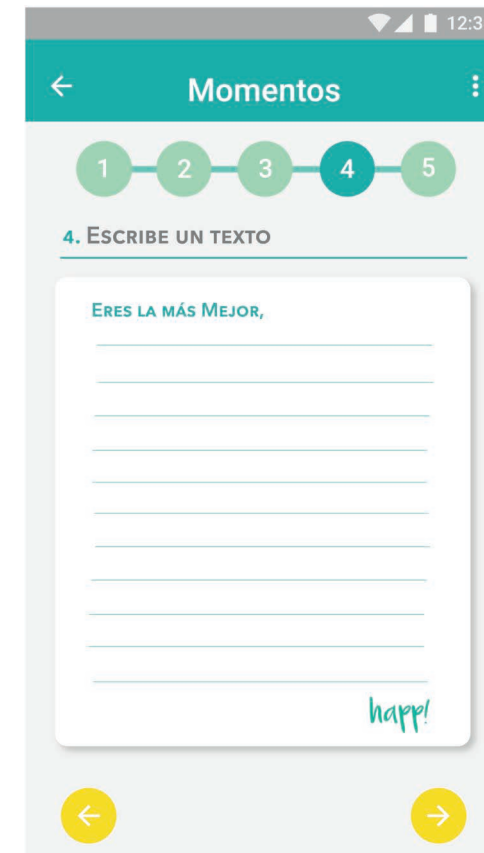 12:3
Momentos
1 2 3 4 5
4. ESCRIBE UN TEXTO
ERES LA MÁS MEJOR,
happ!